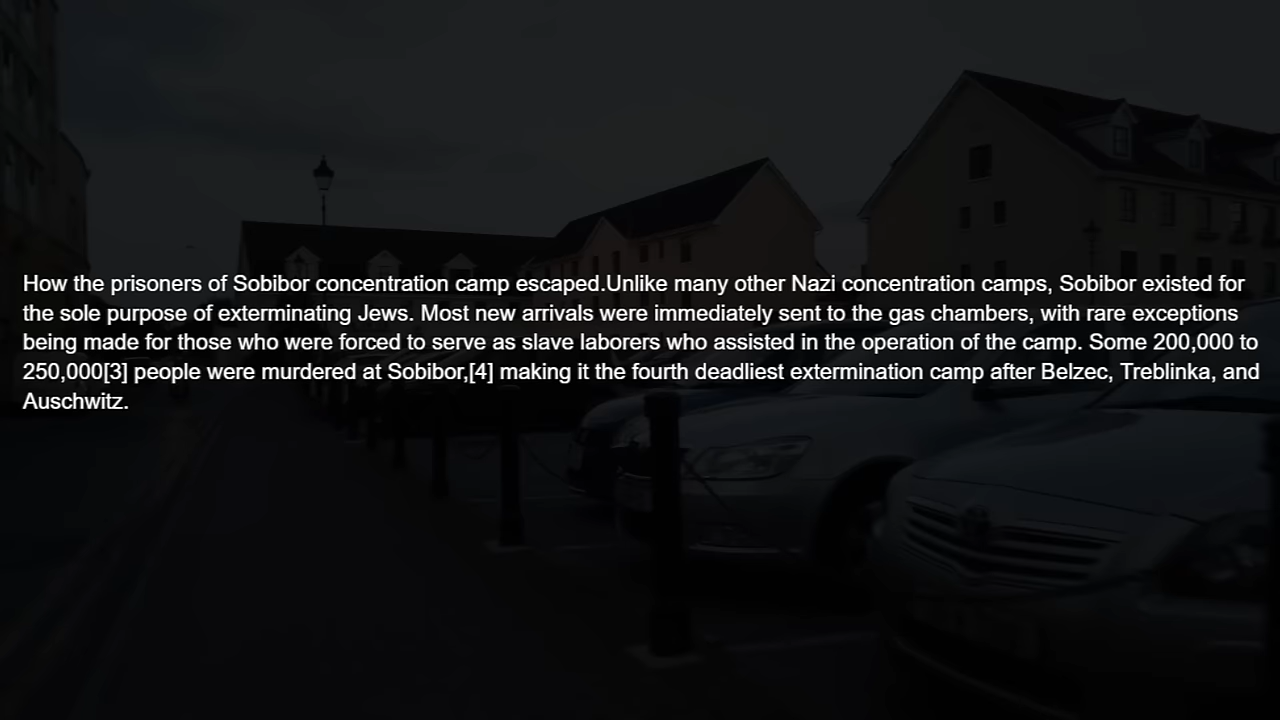 How the prisoners of Sobibor concentration camp escaped.Unlike many other Nazi concentration camps, Sobibor existed for
the sole purpose of exterminating Jews. Most new arrivals were immediately sent to the gas chambers, with rare exceptions
being made for those who were forced to serve as slave laborers who assisted in the operation of the camp. Some 200,000 to
250,000[3] people were murdered at Sobibor,[4] making it the fourth deadliest extermination camp after Belzec, Treblinka, and
Auschwitz.